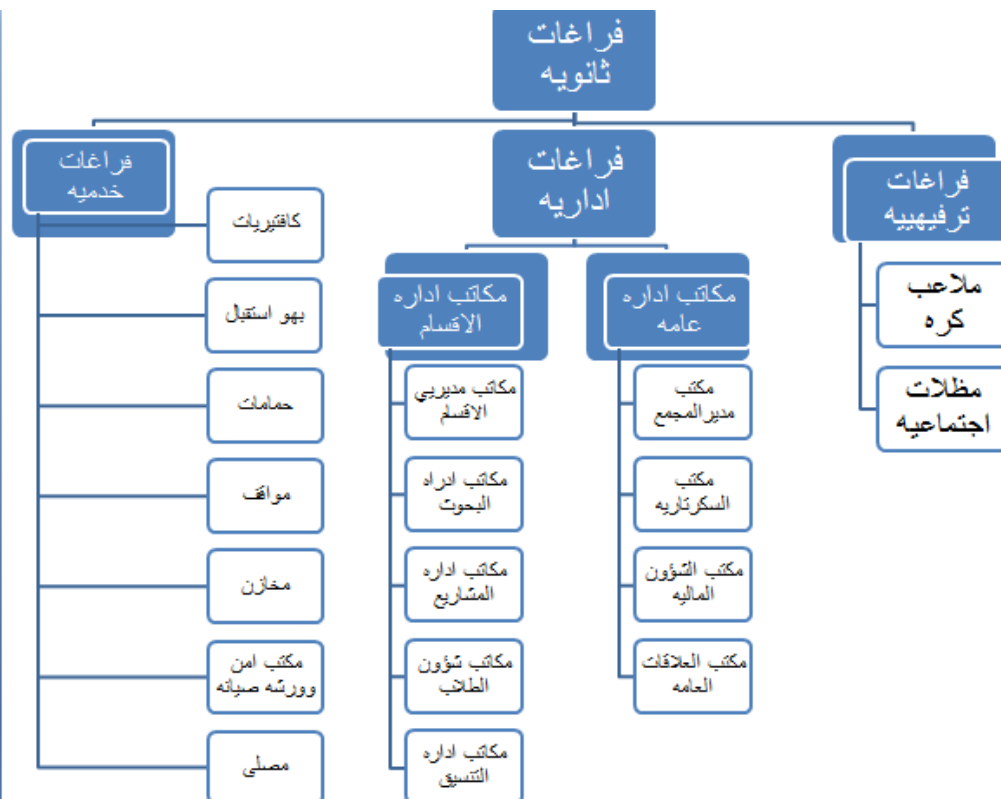 فراغات
ثانويه
فراغات
ترفيهييه
ملاعب
كره
مظلات
اجتماعيه
فراغات
اداريه
مكاتب اداره
عامه
مكتب
مديرالمجمع
مكتب
السكرتاريه
مكتب الشؤون
الماليه
مكتب العلاقات
العامه
مكاتب اداره
الاقسام
مكاتب مديريي
الاقسام
مكاتب ادراه
البحوث
مكاتب اداره
المشاريع
مكاتب شؤون
الطلاب
مكاتب اداره
التنسيق
فراغات
خدميه
كافتيريات
بهو استقبال
حمامات
مواقف
مخازن
مكتب امن
وورشه صيانه
مصلى